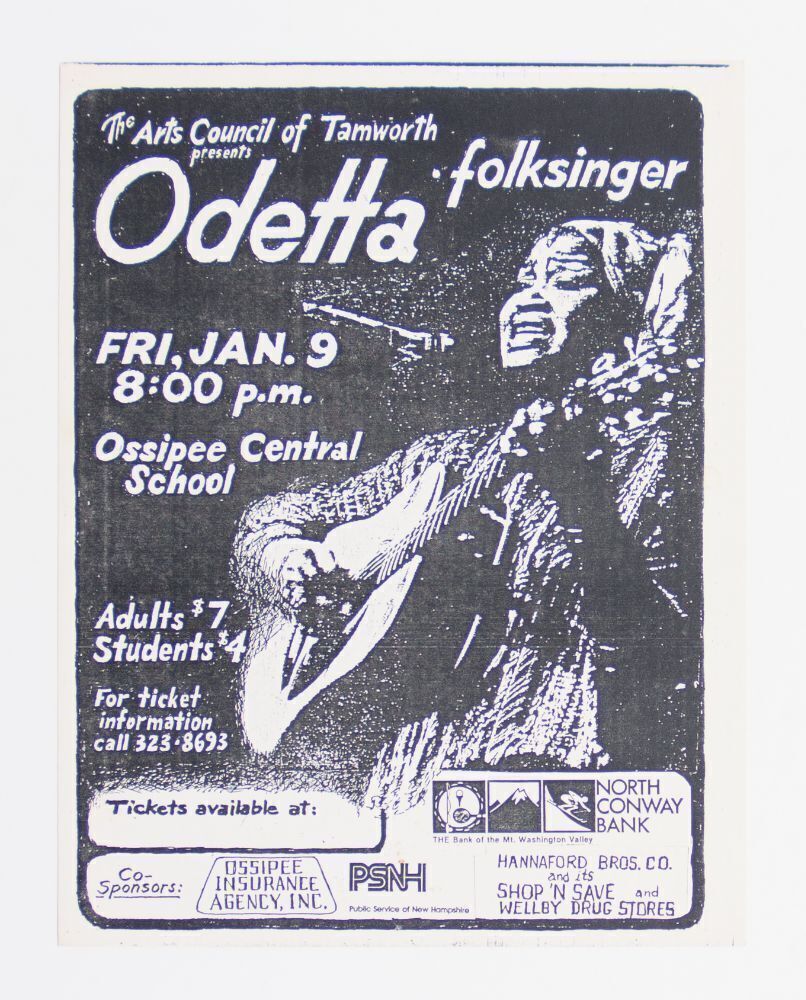 The Arts Council of Tamworth
presents
Odetta • folksinger
FRI, JAN. 9
8:00 p.m.
Ossipee Central
School
Adults $7
Students $4
For ticket
information
call 323•8693
Tickets available at:
NORTH
CONWAY
BANK
THE Bank of the Mt. Washington Valley
Co-
Sponsors:
OSSIPEE
INSURANCE
AGENCY, INC.
PSNH
Public Service of New Hampshire
HANNAFORD BROS. CO.
and its
SHOP 'N SAVE and
WELLBY DRUG STORES